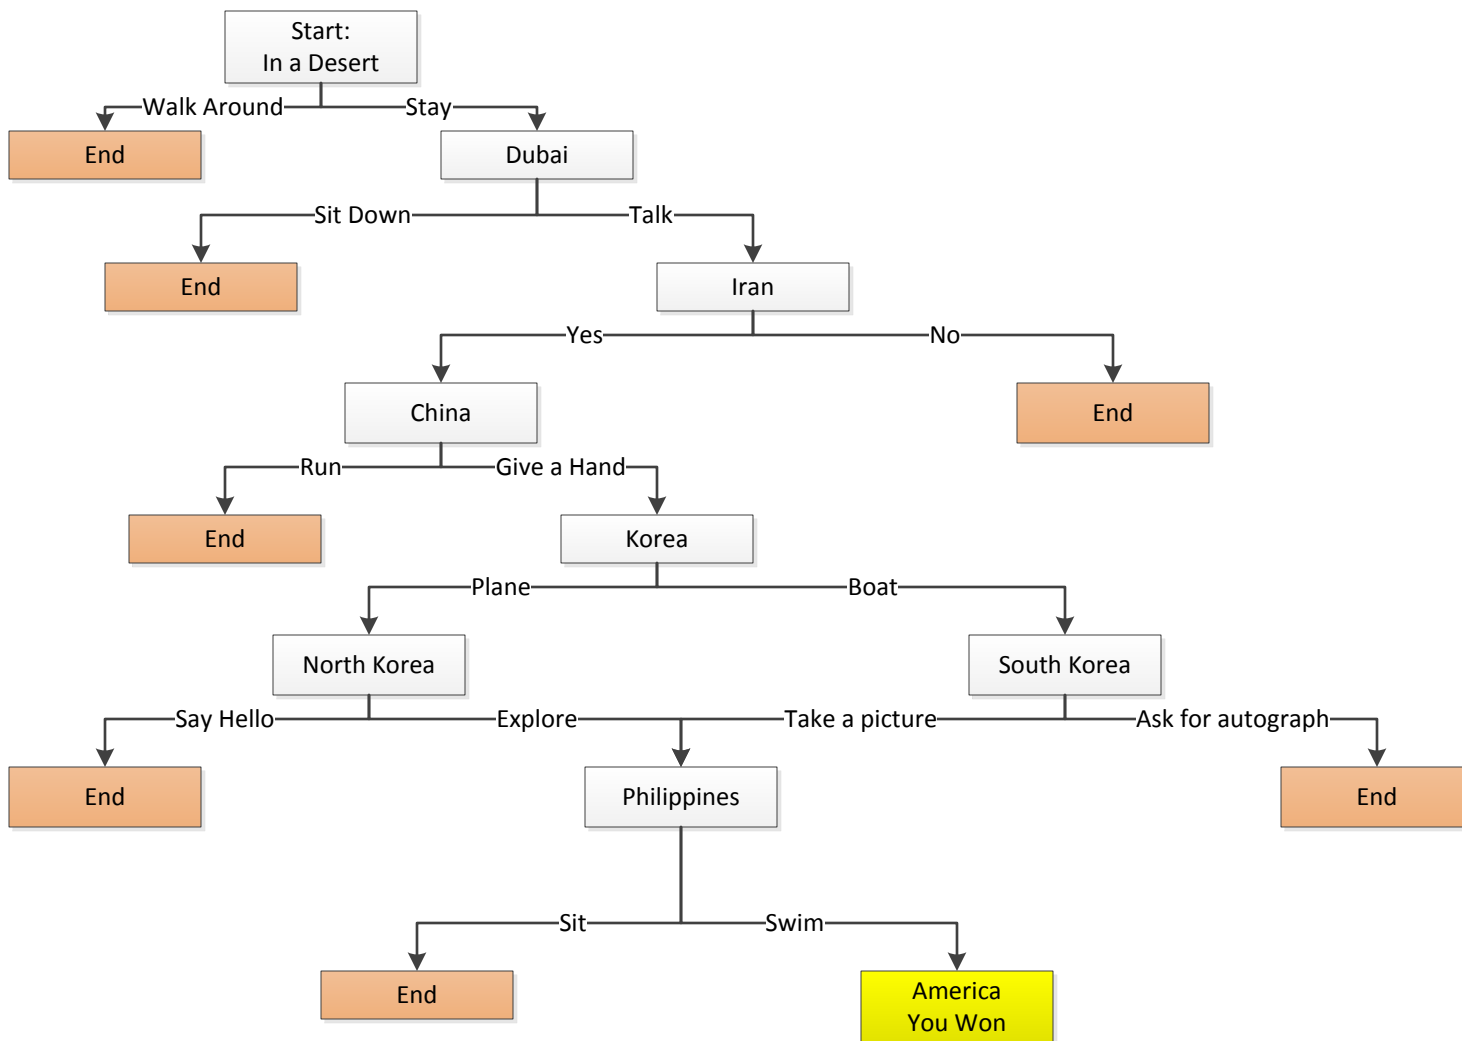 Start:
In a Desert
Walk Around
Stay
End
Dubai
Sit Down
Talk
End
Iran
Yes
No
China
End
Run
Give a Hand
End
Korea
Plane
Boat
North Korea
South Korea
Say Hello
Explore
Take a picture
Ask for autograph
End
Philippines
End
Sit
Swim
End
America
You Won